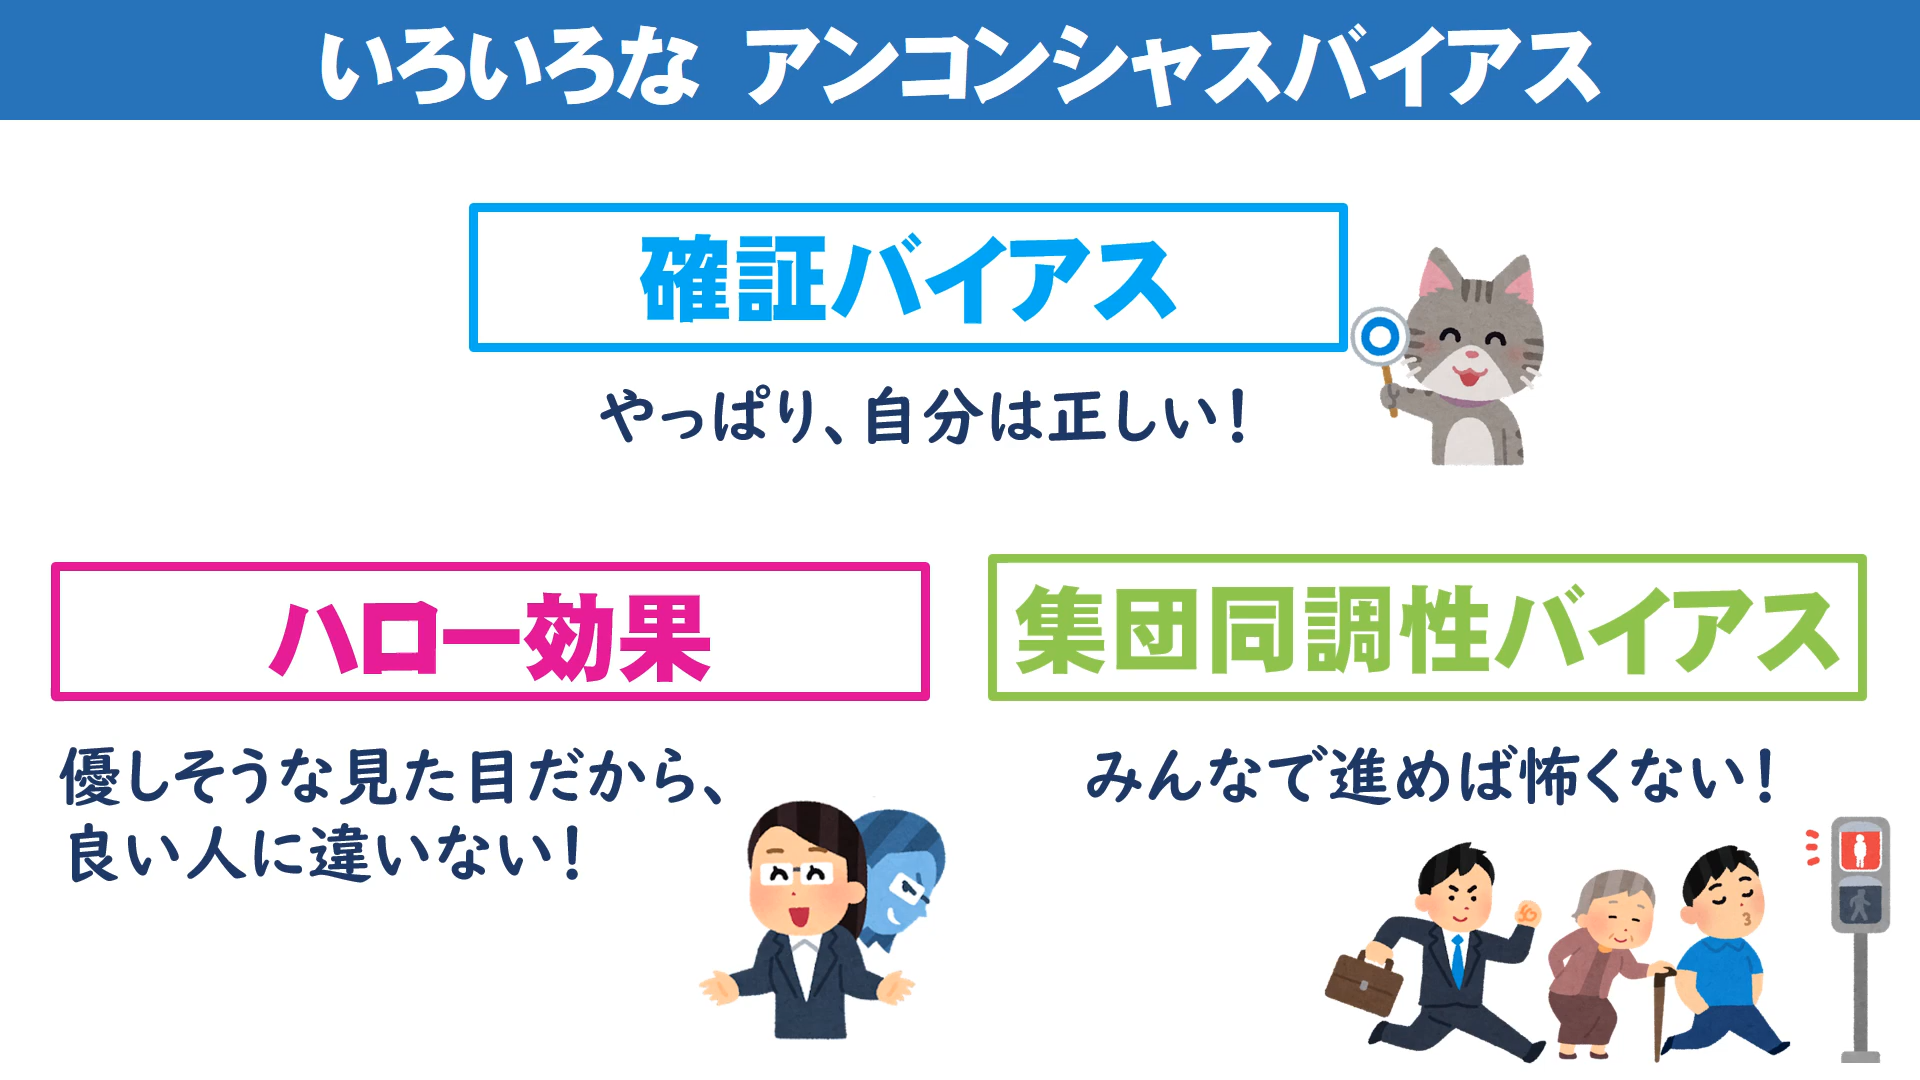 いろいろな アンコンシャスバイアス
確証バイアス
やっぱり、自分は正しい！
ハロー効果
優しそうな見た目だから、
良い人に違いない！
集団同調性バイアス
みんなで進めば怖くない！